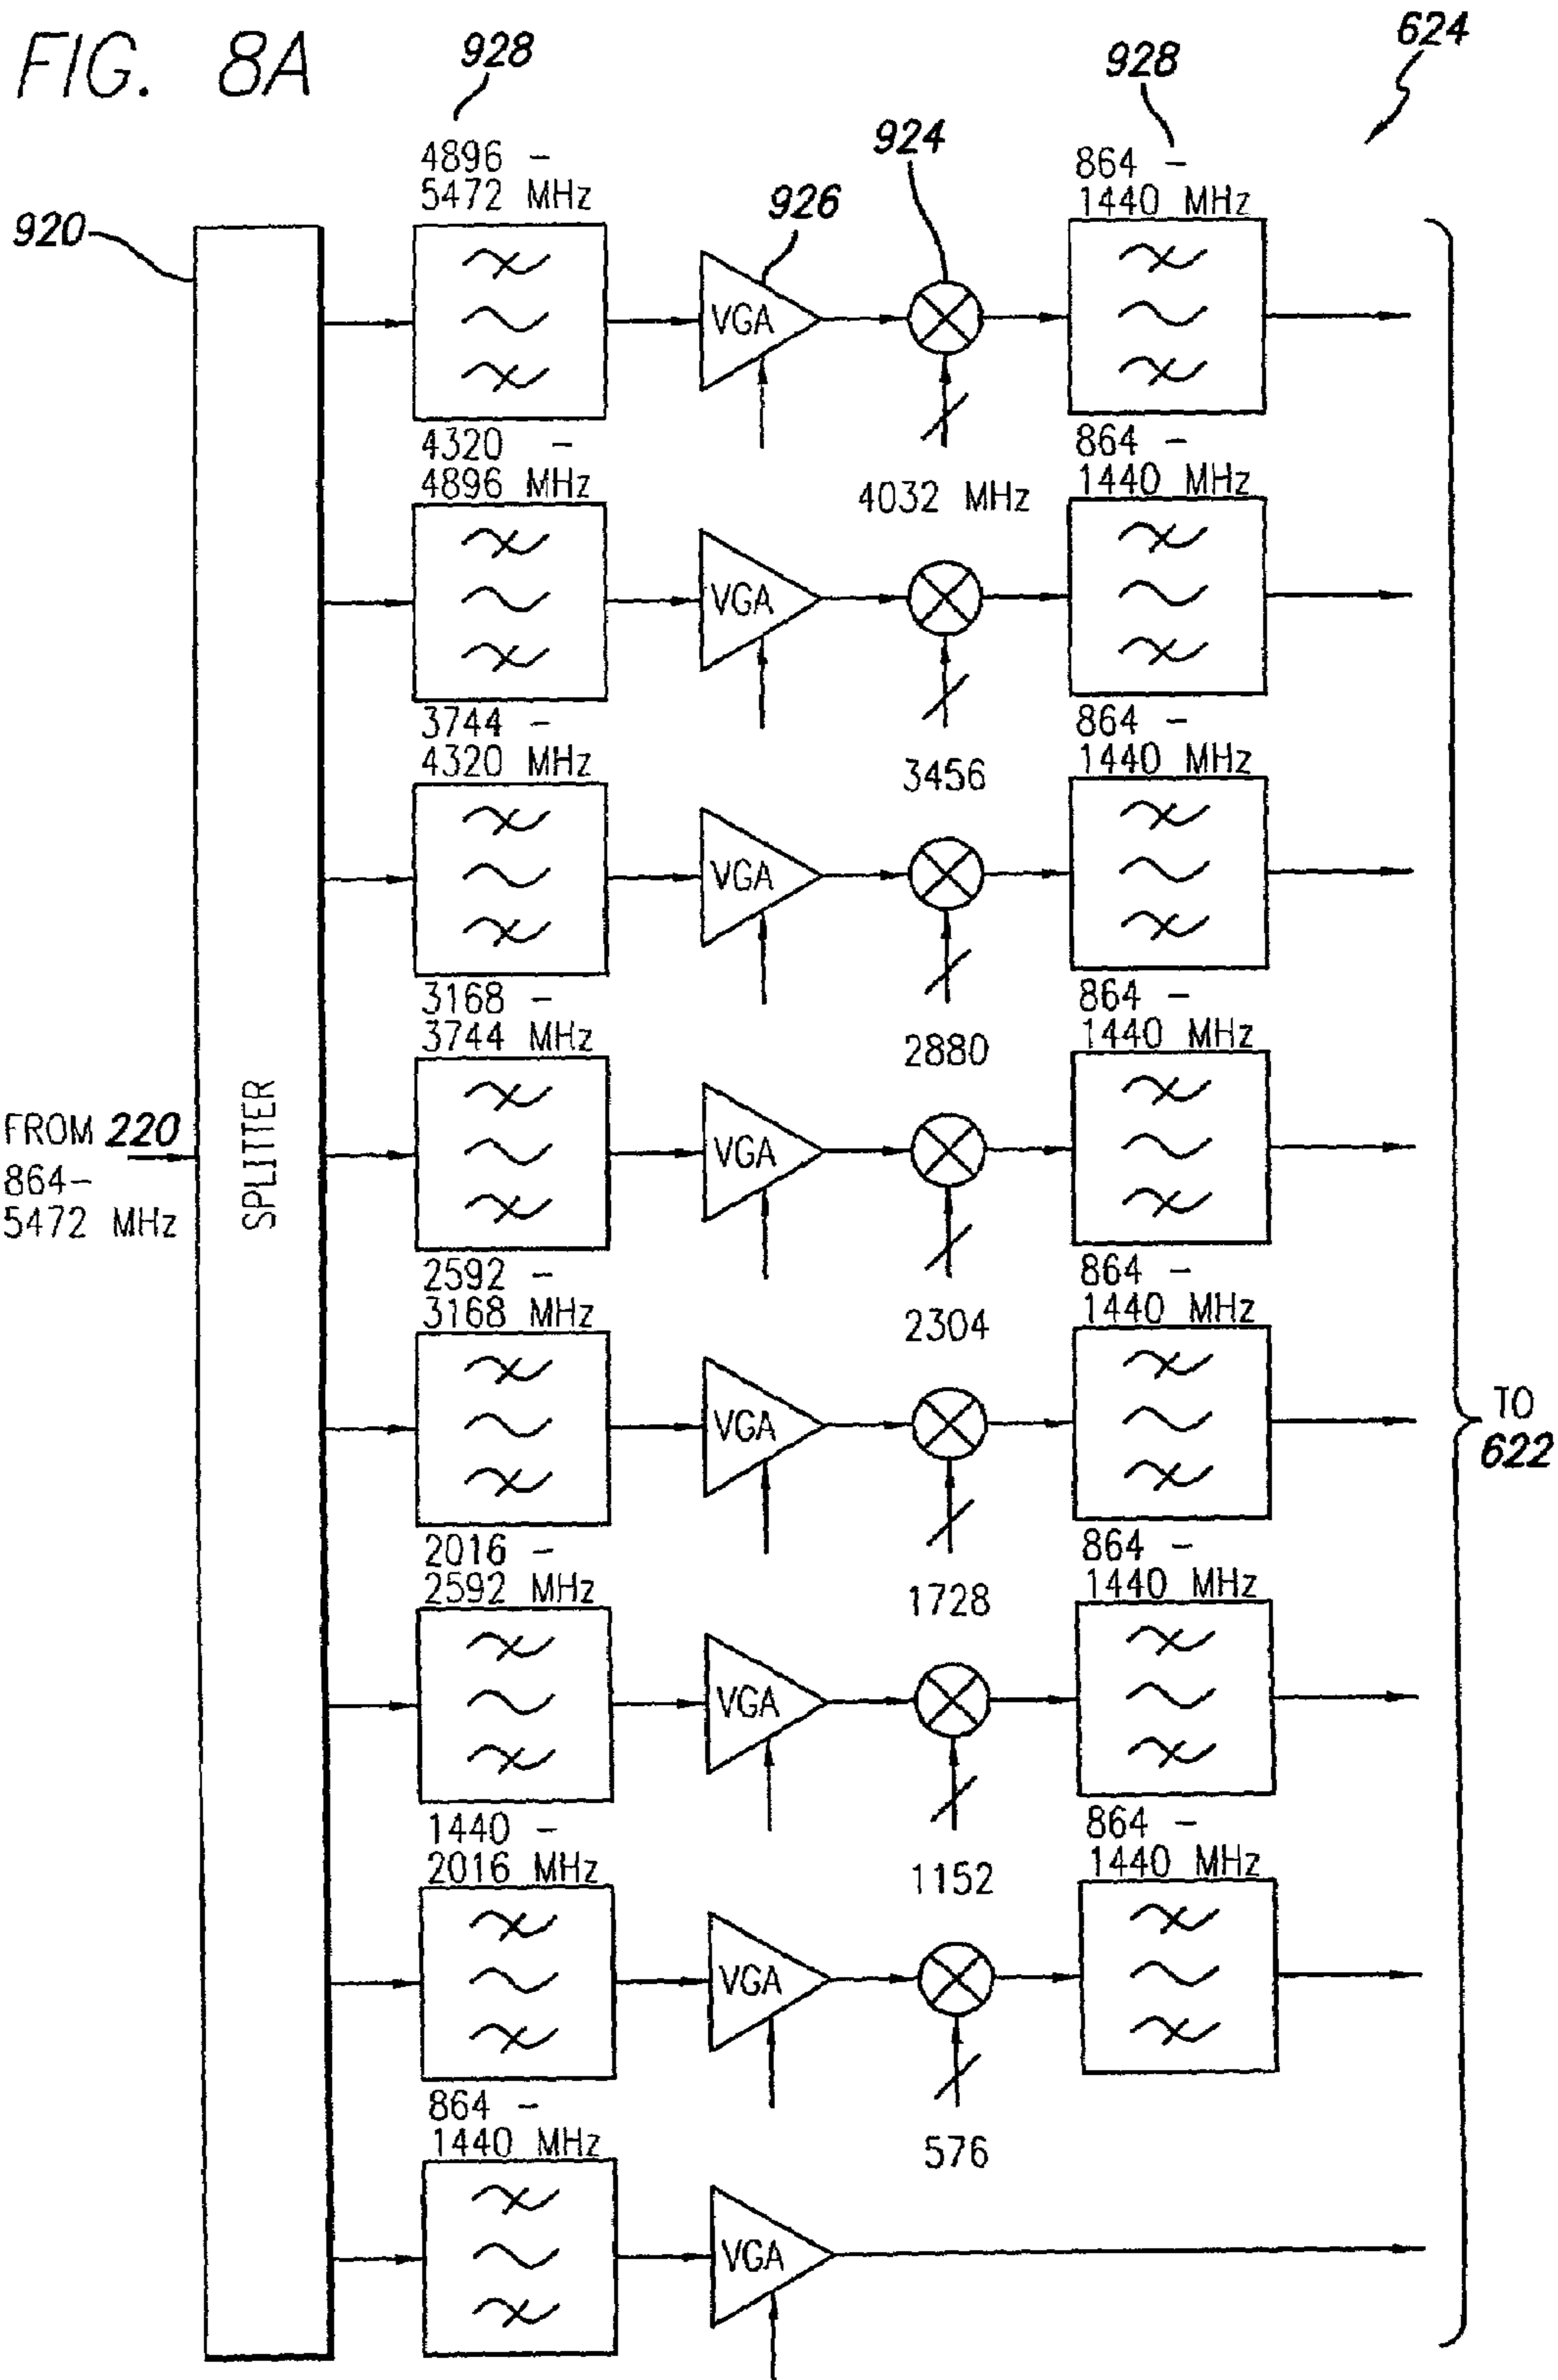 FIG. 8A
928
928
624
924
926
920
4896 -
5472 MHz
864 -
1440 MHz
VGA
4032 MHz
4320 -
4896 MHz
864 -
1440 MHz
VGA
3456
3744 -
4320 MHz
864 -
1440 MHz
VGA
2880
3168 -
3744 MHz
864 -
1440 MHz
VGA
2304
FROM 220
864-
5472 MHz
SPLITTER
2592 -
3168 MHz
864 -
1440 MHz
VGA
1728
TO
622
2016 -
2592 MHz
864 -
1440 MHz
VGA
1152
1440 -
2016 MHz
864 -
1440 MHz
VGA
576
864 -
1440 MHz
VGA